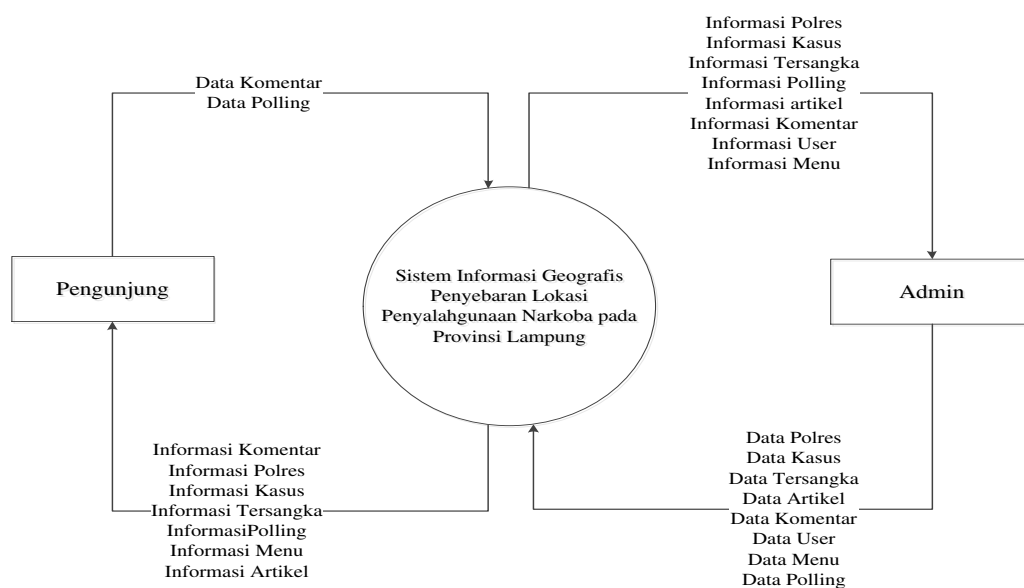 Informasi Polres
Informasi Kasus
Informasi Tersangka
Informasi Polling
Informasi artikel
Informasi Komentar
Informasi User
Informasi Menu
Data Komentar
Data Polling
Pengunjung
Sistem Informasi Geografis
Penyebaran Lokasi
Penyalahgunaan Narkoba pada
Provinsi Lampung
Admin
Informasi Komentar
Informasi Polres
Informasi Kasus
Informasi Tersangka
InformasiPolling
Informasi Menu
Informasi Artikel
Data Polres
Data Kasus
Data Tersangka
Data Artikel
Data Komentar
Data User
Data Menu
Data Polling